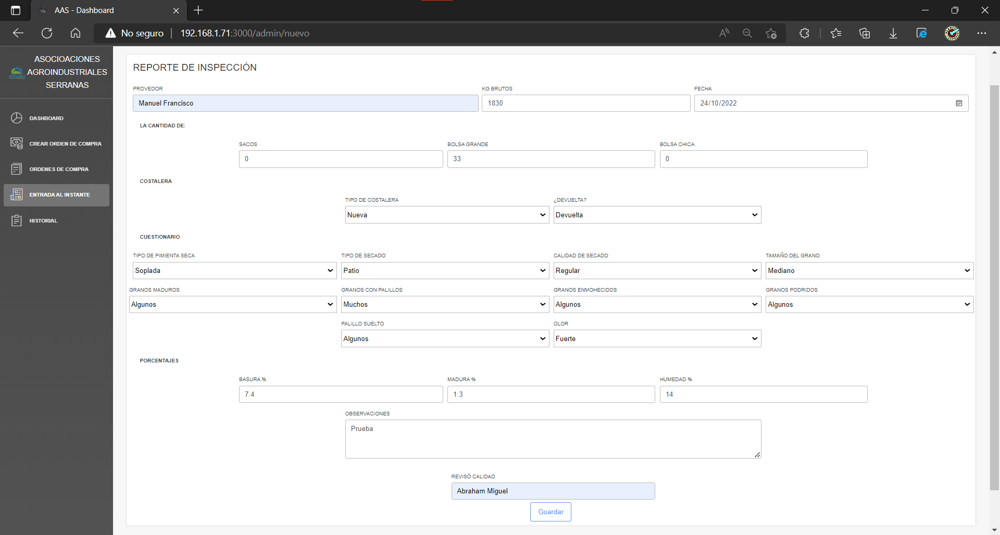 AAS - Dashboard
No seguro 192.168.1.71:3000/admin/nuevo
ASOCIOACIONES
AGROINDUSTRIALES
SERRANAS
DASHBOARD
CREAR ORDEN DE COMPRA
ORDENES DE COMPRA
ENTRADA AL INSTANTE
HISTORIAL
REPORTE DE INSPECCIÓN
PROVEDOR KG BRUTOS FECHA
Manuel Francisco 1830 24/10/2022
LA CANTIDAD DE:
SACOS BOLSA GRANDE BOLSA CHICA
0 33 0
COSTALERA
TIPO DE COSTALERA ¿DEVUELTA?
Nueva Devuelta
CUESTIONARIO
TIPO DE PIMIENTA SECA TIPO DE SECADO CALIDAD DE SECADO TAMAÑO DEL GRANO
Soplada Patio Regular Mediano
GRANOS MADUROS GRANOS CON PALILLOS GRANOS ENMOHECIDOS GRANOS PODRIDOS
Algunos Muchos Algunos Algunos
PALILLO SUELTO OLOR
Algunos Fuerte
PORCENTAJES
BASURA % MADURA % HUMEDAD %
7.4 1.3 14
OBSERVACIONES
Prueba
REVISÓ CALIDAD
Abraham Miguel
Guardar